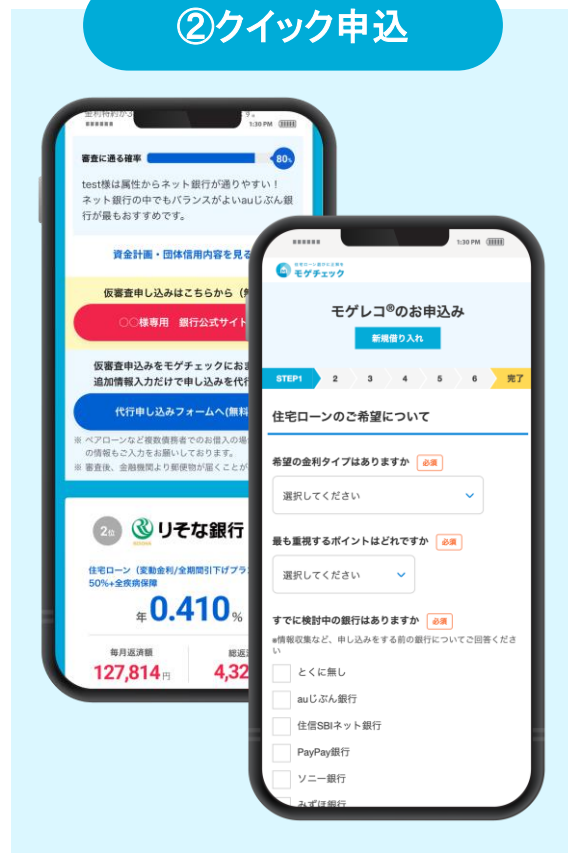 ②クイック申込
1:30 PM
審査に通る確率
80%
test様は属性からネット銀行が通りやすい！
ネット銀行の中でもバランスがよいauじぶん銀
行が最もおすすめです。
資金計画・団体信用内容を見る
仮審査申し込みはこちらから
○○様専用 銀行公式サイト
仮審査申込みをモゲチェックにお
追加情報入力だけで申し込みを代行
代行申し込みフォームへ(無料
※ ペアローンなど複数債務者でのお借入の場
の情報もご入力をお願いしております。
※ 審査後、金融機関より郵便物が届くことが
2位
りそな銀行
住宅ローン（変動金利/全期間引下げプラ
50%+全疾病保障
年0.410%
毎月返済額
総返
127,814円
4,32
1:30 PM
モゲチェック
モゲレコ®のお申込み
新規借り入れ
STEP1 2 3 4 5 6 完了
住宅ローンのご希望について
希望の金利タイプはありますか 必須
選択してください
最も重視するポイントはどれですか 必須
選択してください
すでに検討中の銀行はありますか 必須
※情報収集など、申し込みをする前の銀行についてご回答くださ
い
とくに無し
auじぶん銀行
住信SBIネット銀行
PayPay銀行
ソニー銀行
みずほ銀行